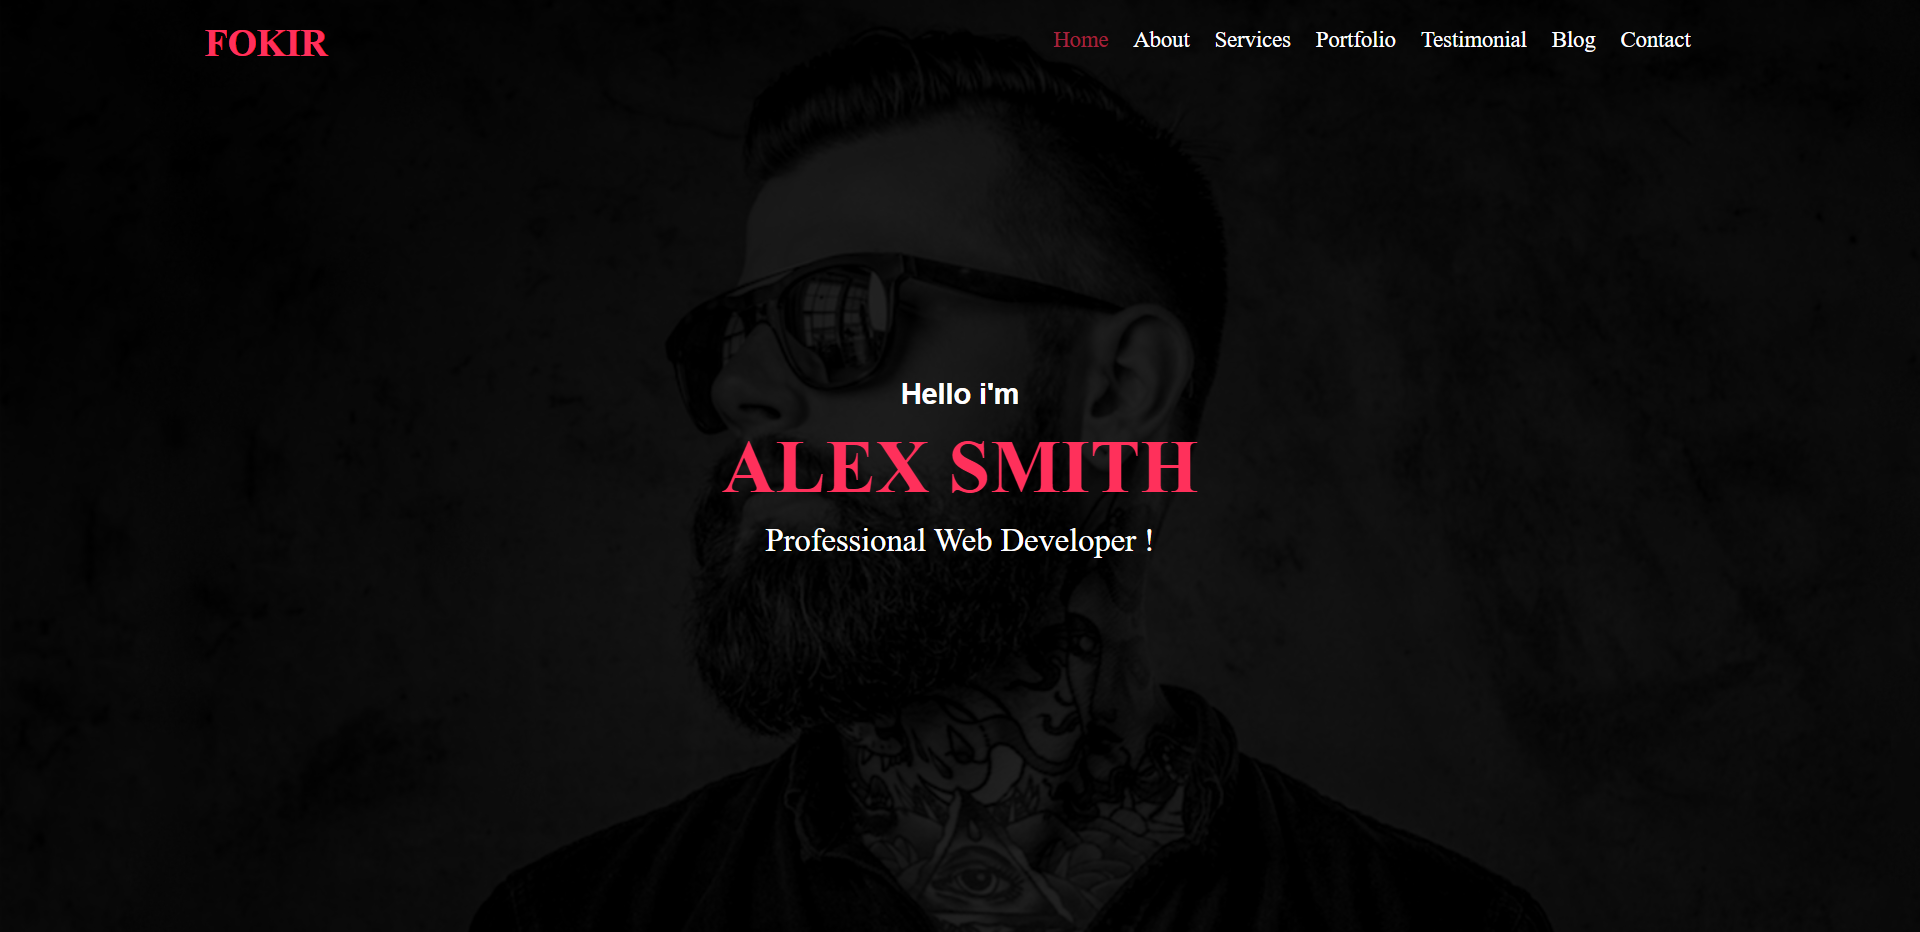 FOKIR
Home About Services Portfolio Testimonial Blog Contact
Hello i'm
ALEX SMITH
Professional Web Developer !